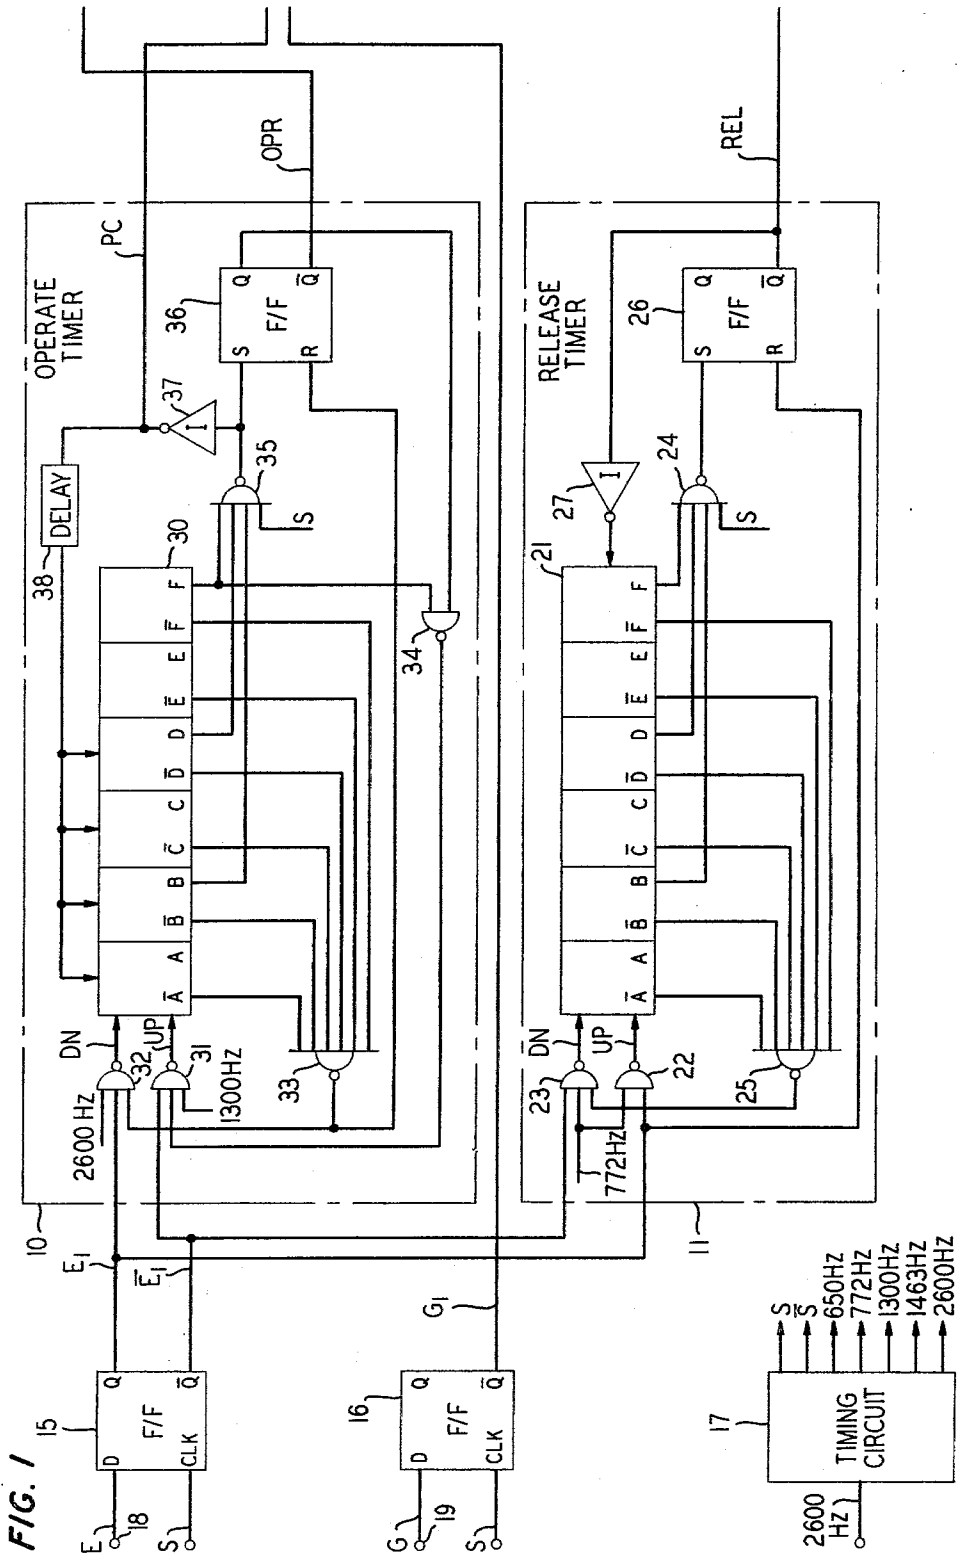 FIG. 1
E
18
S
15
D
Q
F/F
CLK
Q̅
E1
E̅1
G
19
S
16
D
Q
F/F
CLK
Q̅
G1
2600
HZ
17
TIMING
CIRCUIT
S
S̅
650HZ
772HZ
1300HZ
1463HZ
2600HZ
10
OPERATE
TIMER
2600 HZ
DN
32
UP
31
1300HZ
33
38
DELAY
30
A̅ A B̅ B C̅ C D̅ D E̅ E F̅ F
34
35
S
37
I
36
S
Q
F/F
R
Q̅
PC
OPR
11
RELEASE
TIMER
DN
23
UP
22
772HZ
25
21
A̅ A B̅ B C̅ C D̅ D E̅ E F̅ F
27
I
24
S
26
S
Q
F/F
R
Q̅
REL